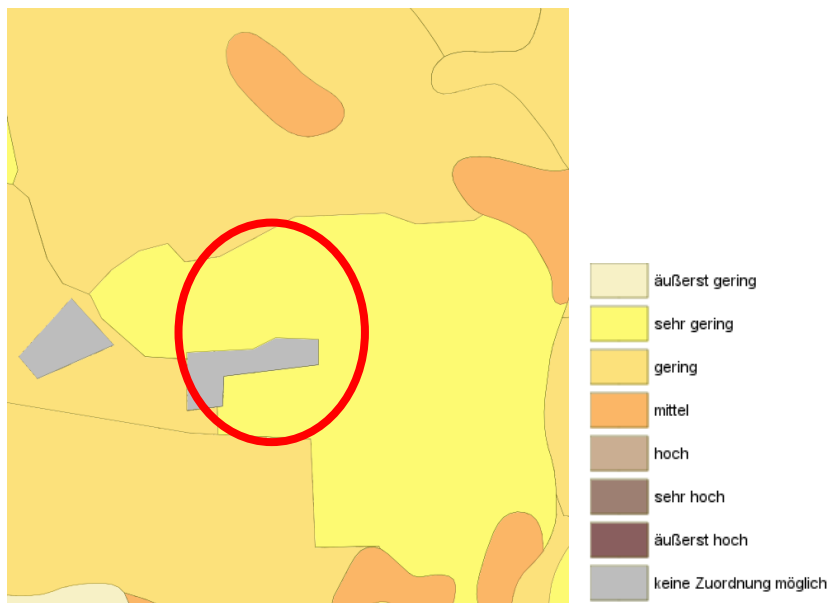 äußerst gering
sehr gering
gering
mittel
hoch
sehr hoch
äußerst hoch
keine Zuordnung möglich